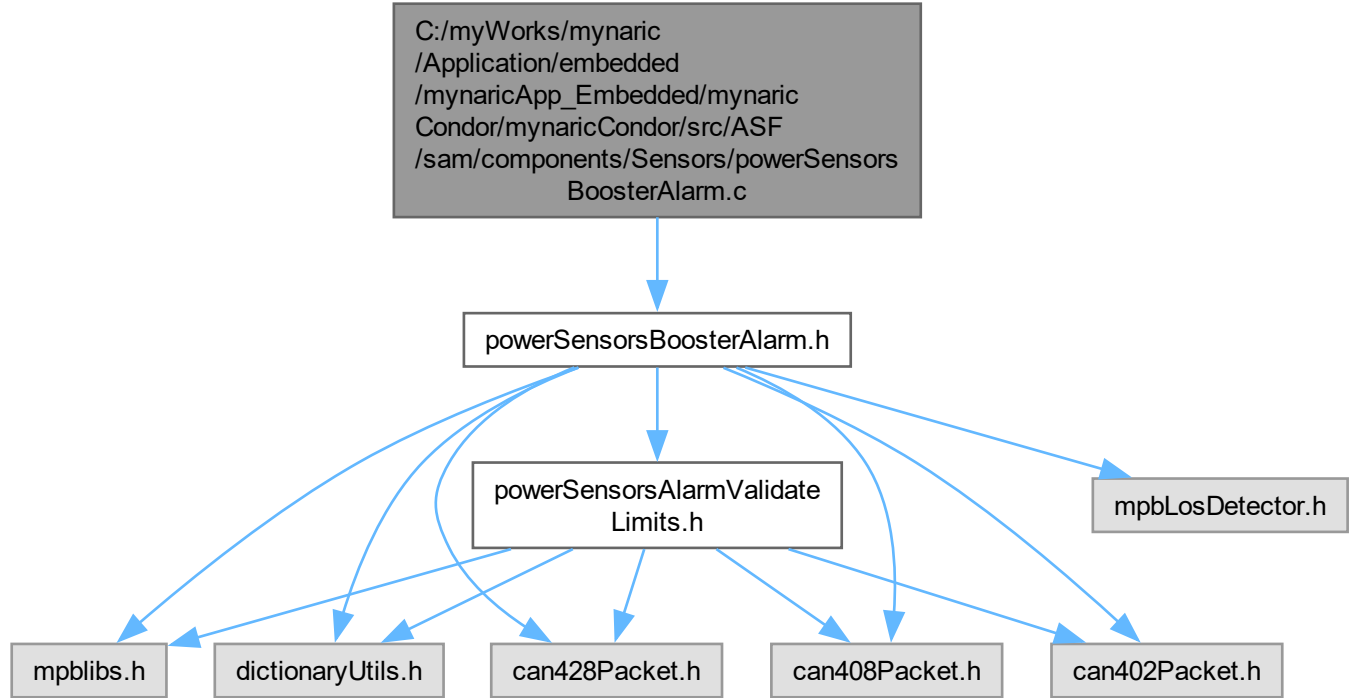 C:/myWorks/mynaric
/Application/embedded
/mynaricApp_Embedded/mynaric
Condor/mynaricCondor/src/ASF
/sam/components/Sensors/powerSensors
BoosterAlarm.c
powerSensorsBoosterAlarm.h
powerSensorsAlarmValidate
Limits.h
mpbLosDetector.h
mpblibs.h
dictionaryUtils.h
can428Packet.h
can408Packet.h
can402Packet.h